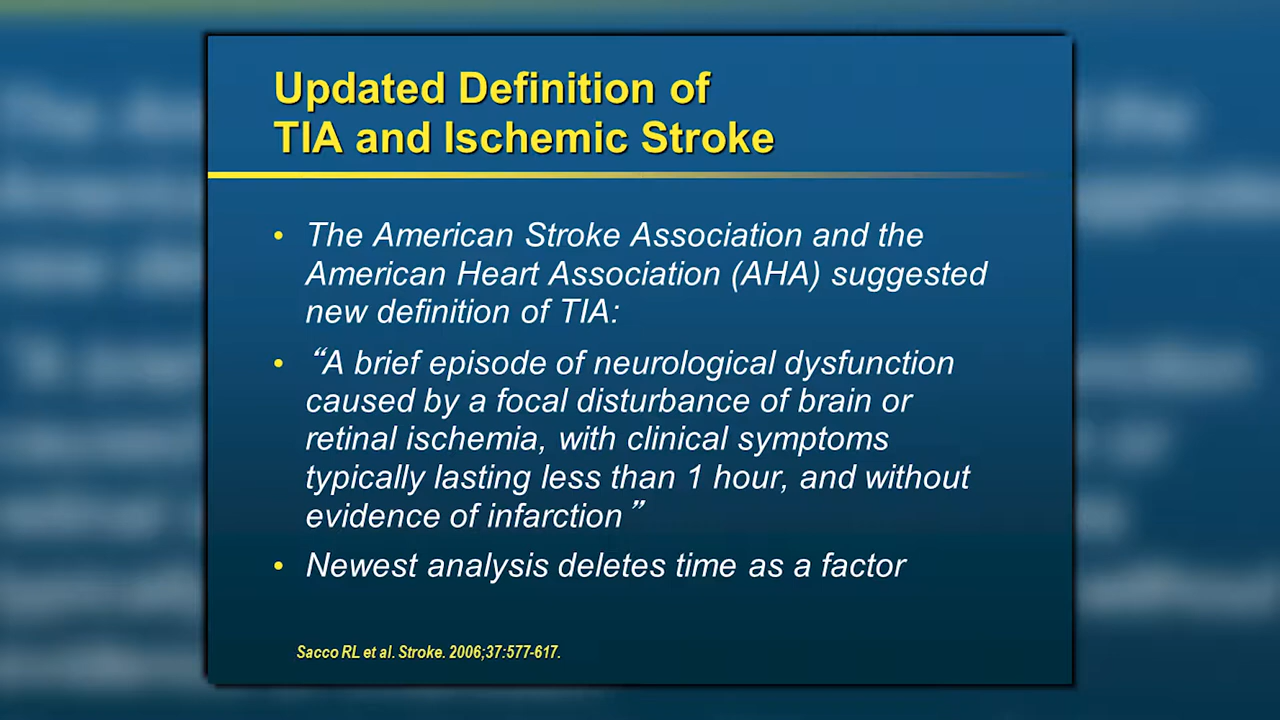 Updated Definition of
TIA and Ischemic Stroke
• The American Stroke Association and the
American Heart Association (AHA) suggested
new definition of TIA:
• “A brief episode of neurological dysfunction
caused by a focal disturbance of brain or
retinal ischemia, with clinical symptoms
typically lasting less than 1 hour, and without
evidence of infarction”
• Newest analysis deletes time as a factor
Sacco RL et al. Stroke. 2006;37:577-617.